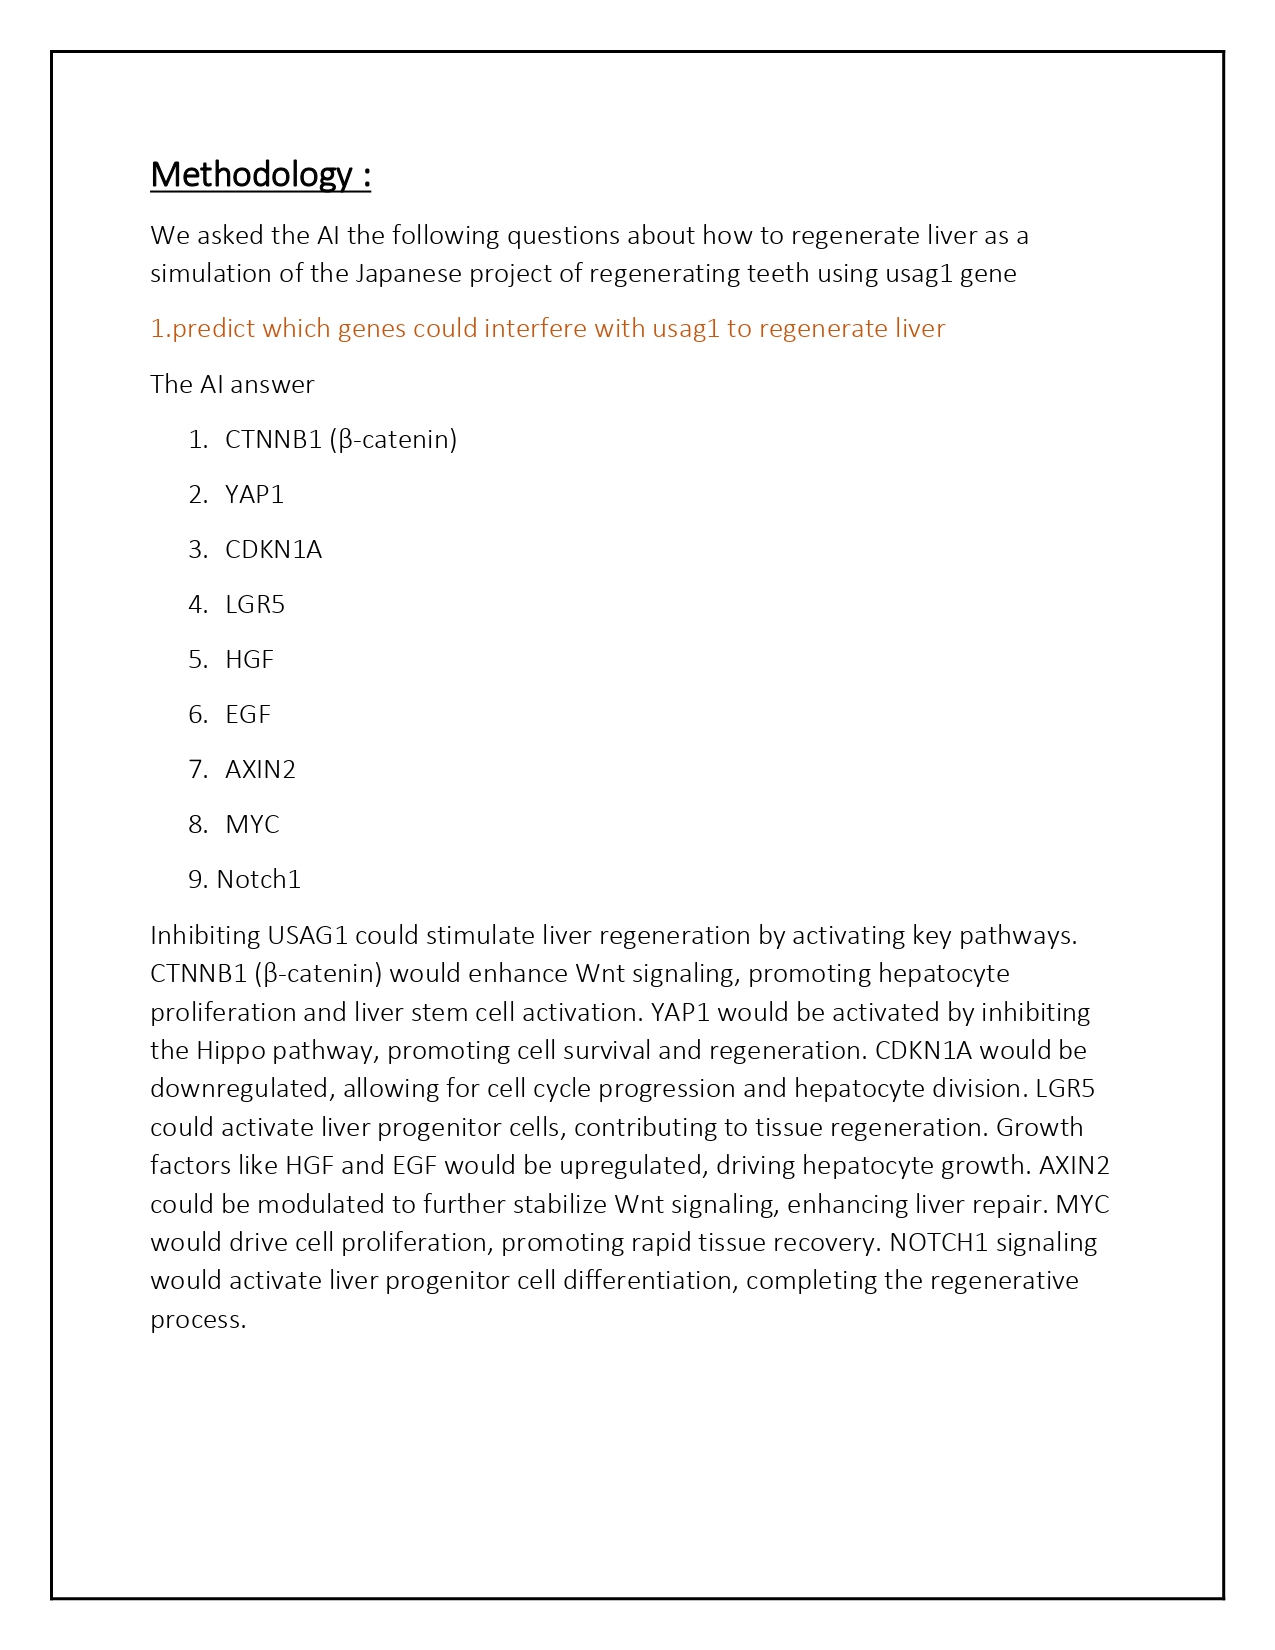 Methodology :
We asked the AI the following questions about how to regenerate liver as a
simulation of the Japanese project of regenerating teeth using usag1 gene
1.predict which genes could interfere with usag1 to regenerate liver
The AI answer
1. CTNNB1 (β-catenin)
2. YAP1
3. CDKN1A
4. LGR5
5. HGF
6. EGF
7. AXIN2
8. MYC
9. Notch1
Inhibiting USAG1 could stimulate liver regeneration by activating key pathways.
CTNNB1 (β-catenin) would enhance Wnt signaling, promoting hepatocyte
proliferation and liver stem cell activation. YAP1 would be activated by inhibiting
the Hippo pathway, promoting cell survival and regeneration. CDKN1A would be
downregulated, allowing for cell cycle progression and hepatocyte division. LGR5
could activate liver progenitor cells, contributing to tissue regeneration. Growth
factors like HGF and EGF would be upregulated, driving hepatocyte growth. AXIN2
could be modulated to further stabilize Wnt signaling, enhancing liver repair. MYC
would drive cell proliferation, promoting rapid tissue recovery. NOTCH1 signaling
would activate liver progenitor cell differentiation, completing the regenerative
process.